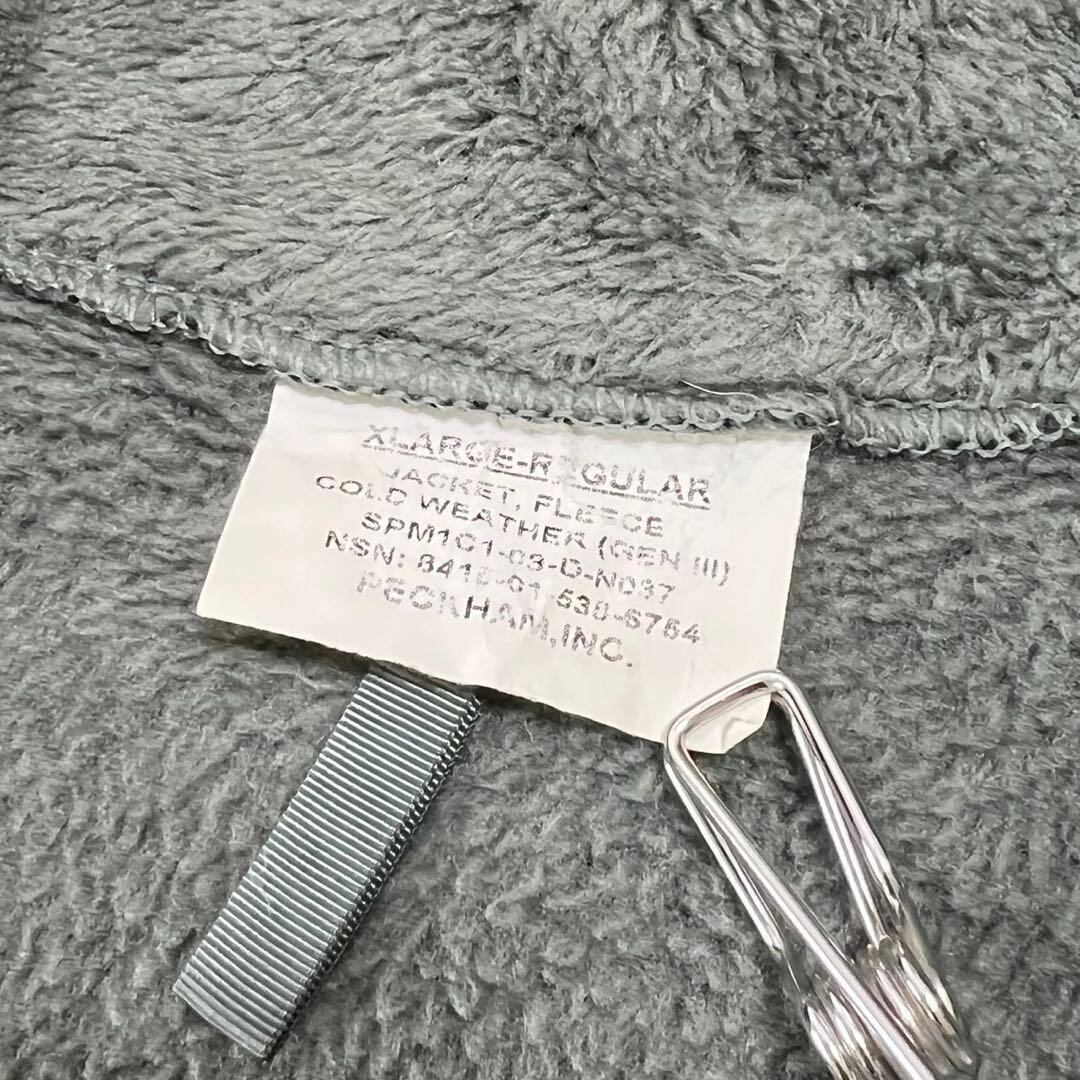 XLARGE-REGULAR
JACKET, FLEECE
COLD WEATHER (GEN III)
SPM1C1-03-D-N037
NSN: 8415-01-538-6764
PECKHAM, INC.